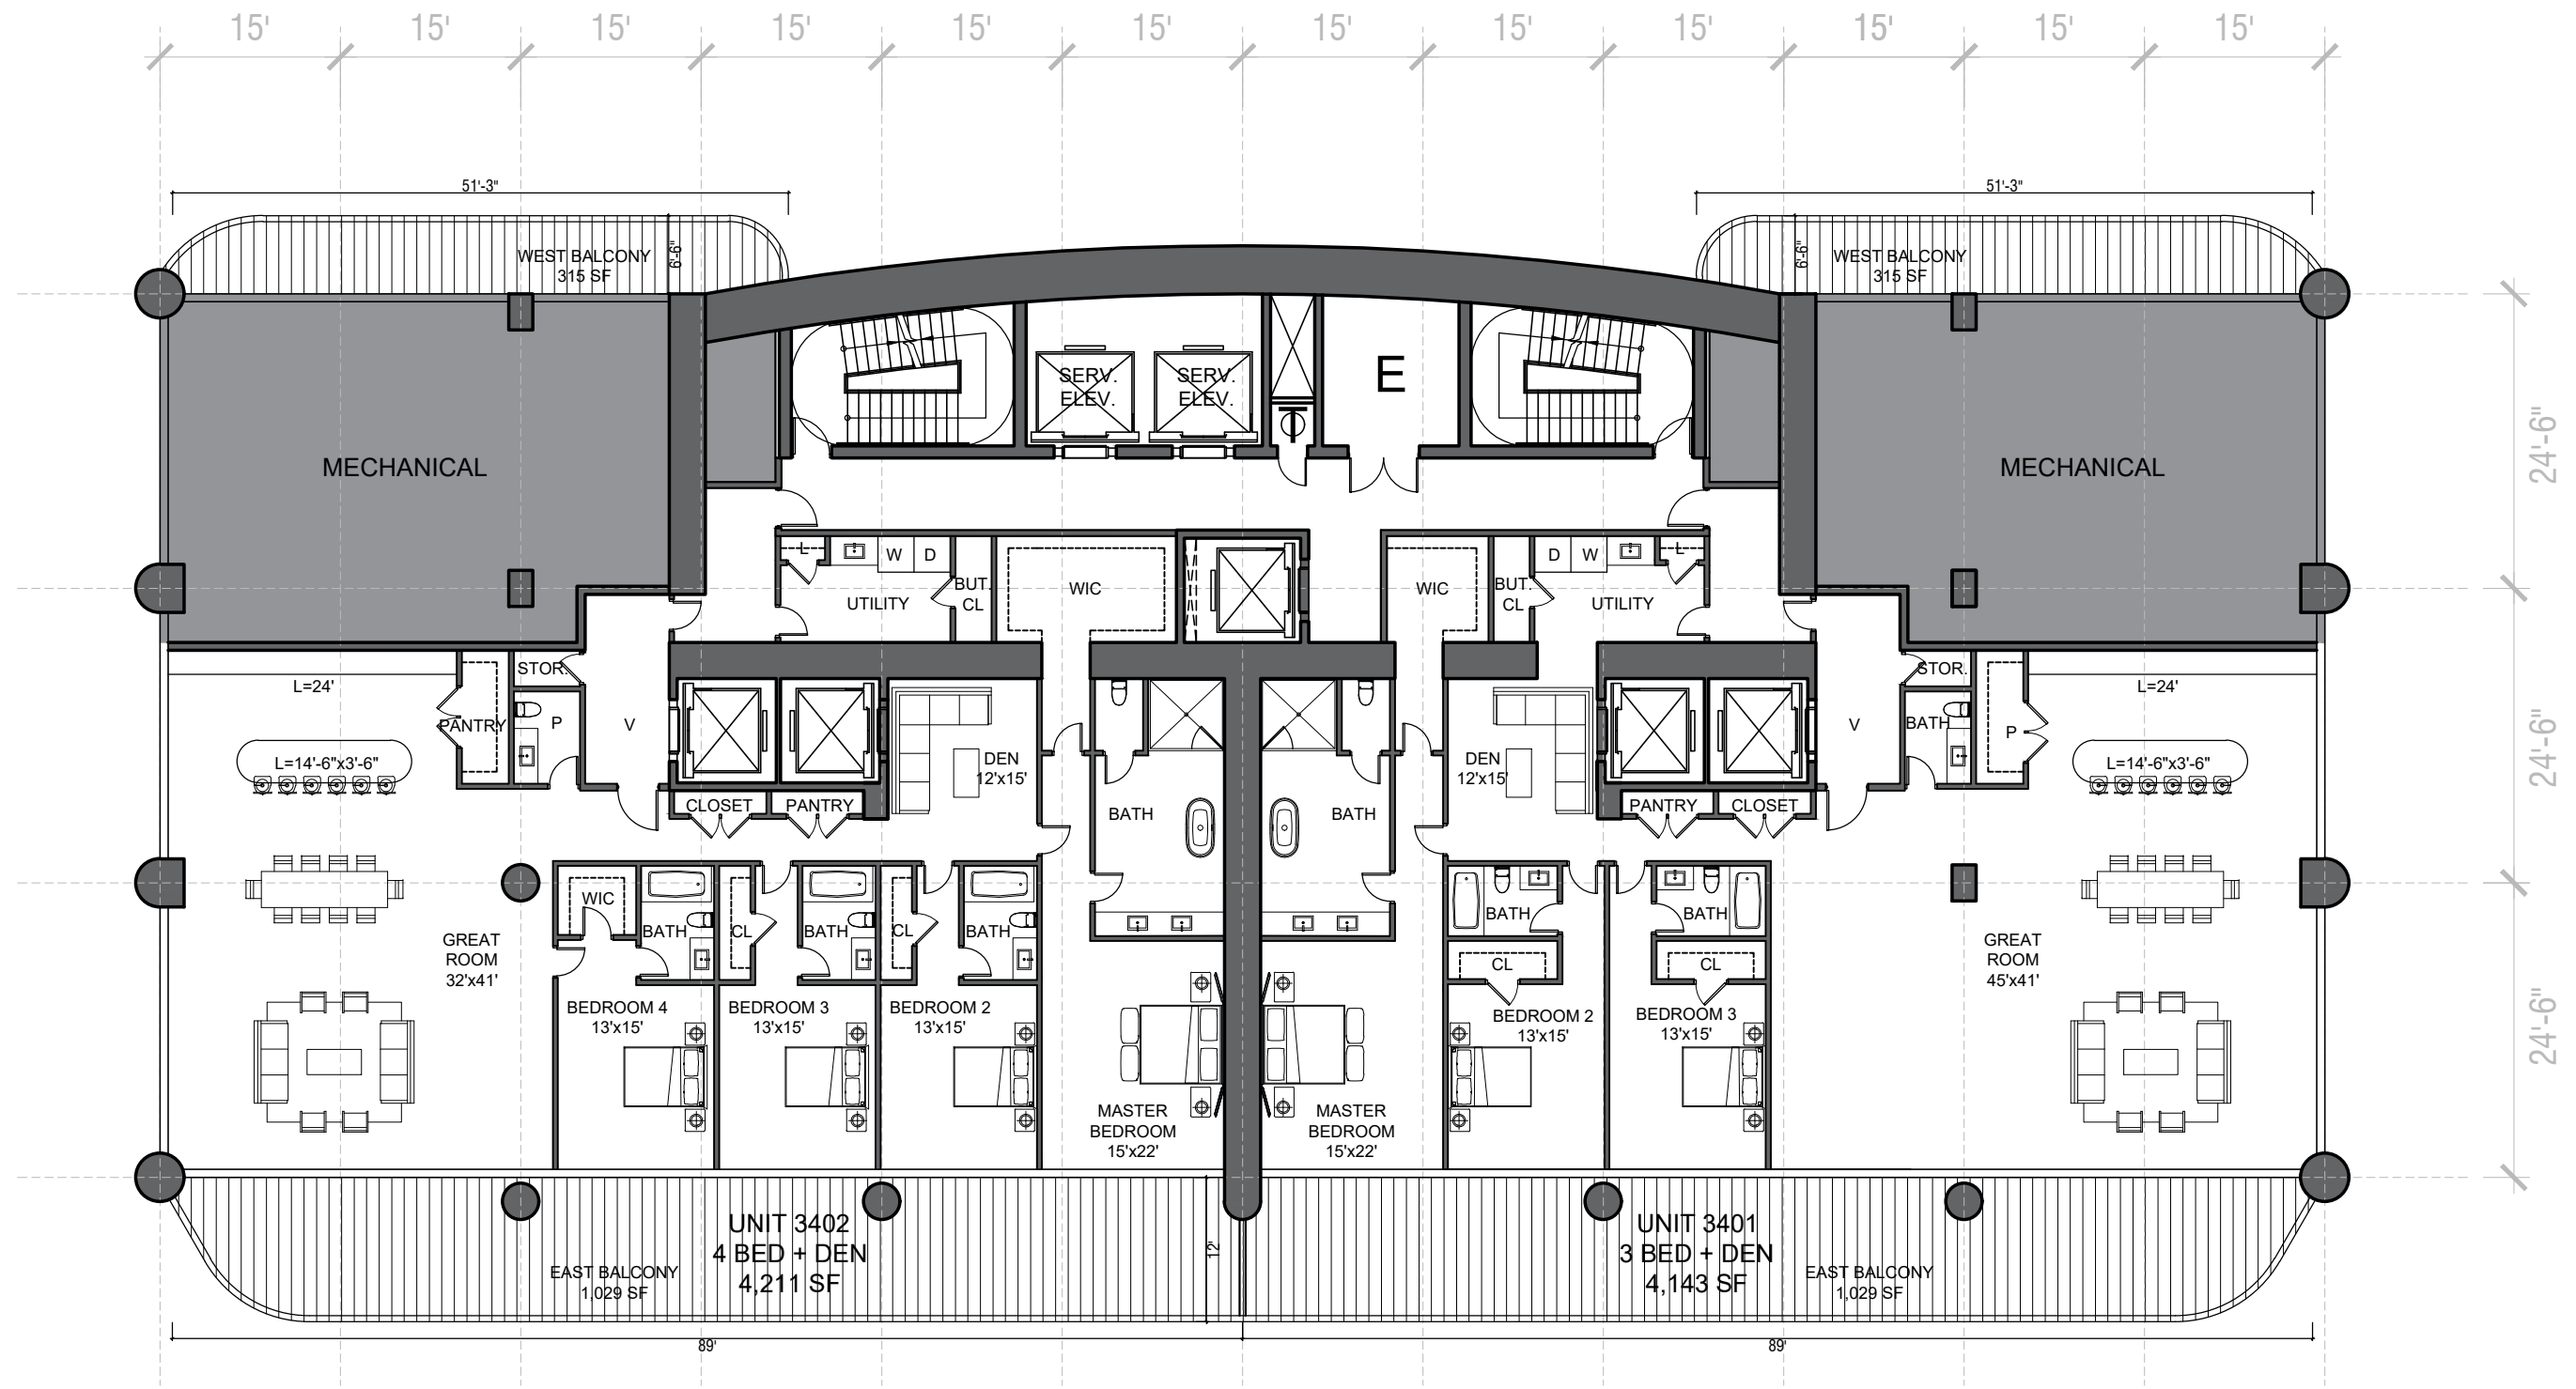 15' 15' 15' 15' 15' 15' 15' 15' 15' 15' 15' 15'
51'-3" 51'-3"
WEST BALCONY
315 SF
6'-6"
6'-6"
WEST BALCONY
315 SF
SERV.
ELEV.
SERV.
ELEV.
T
E
24'-6"
MECHANICAL
MECHANICAL
L
W
D
BUT.
CL
UTILITY
WIC
WIC
BUT.
CL
D
W
L
UTILITY
STOR.
L=24'
PANTRY
P
V
L=14'-6"x3'-6"
DEN
12'x15'
CLOSET
PANTRY
BATH
BATH
DEN
12'x15'
PANTRY
CLOSET
V
STOR.
BATH
P
L=24'
L=14'-6"x3'-6"
24'-6"
WIC
BATH
CL
BATH
CL
BATH
BATH
CL
BATH
CL
GREAT
ROOM
32'x41'
GREAT
ROOM
45'x41'
BEDROOM 4
13'x15'
BEDROOM 3
13'x15'
BEDROOM 2
13'x15'
BEDROOM 2
13'x15'
BEDROOM 3
13'x15'
24'-6"
MASTER
BEDROOM
15'x22'
MASTER
BEDROOM
15'x22'
UNIT 3402
4 BED + DEN
4,211 SF
EAST BALCONY
1,029 SF
12'
UNIT 3401
3 BED + DEN
4,143 SF
EAST BALCONY
1,029 SF
89' 89'